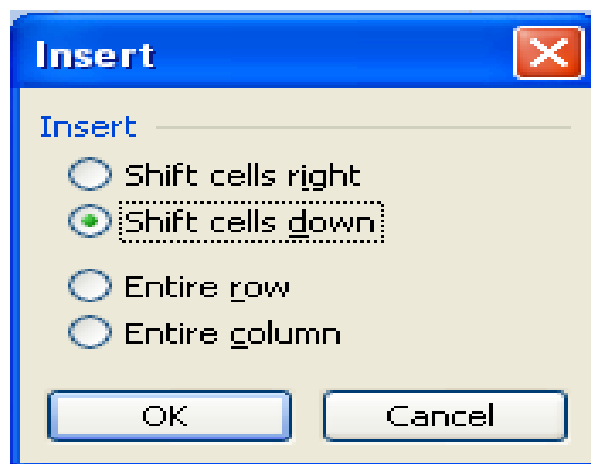 Insert
Insert
Shift cells right
Shift cells down
Entire row
Entire column
OK Cancel